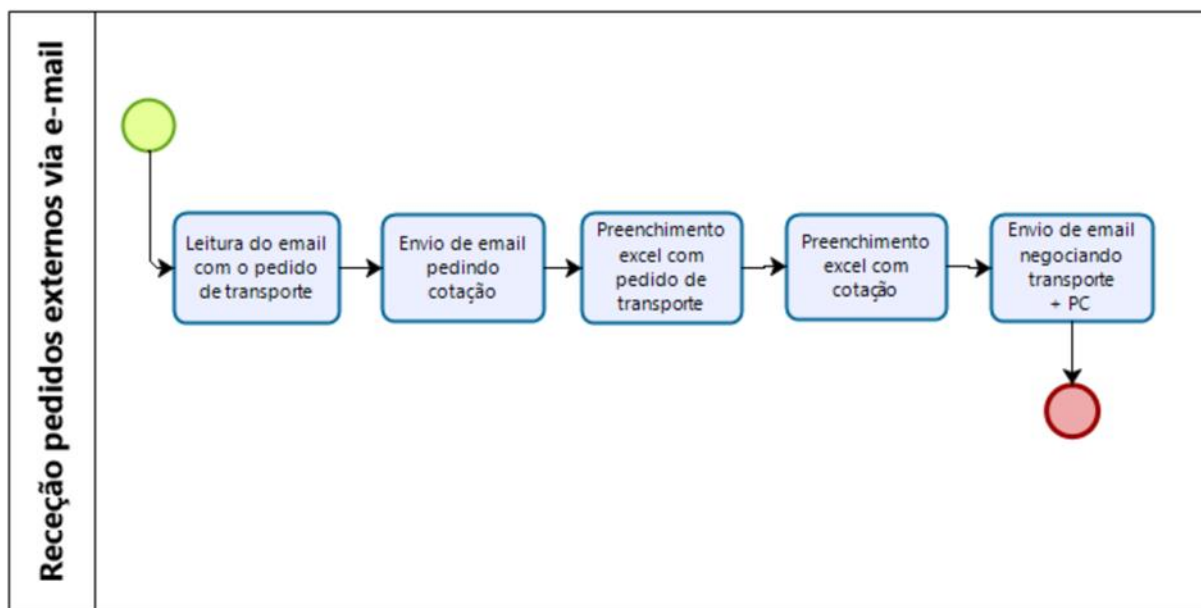 Receção pedidos externos via e-mail
Leitura do email
com o pedido
de transporte
Envio de email
pedindo
cotação
Preenchimento
excel com
pedido de
transporte
Preenchimento
excel com
cotação
Envio de email
negociando
transporte
+ PC